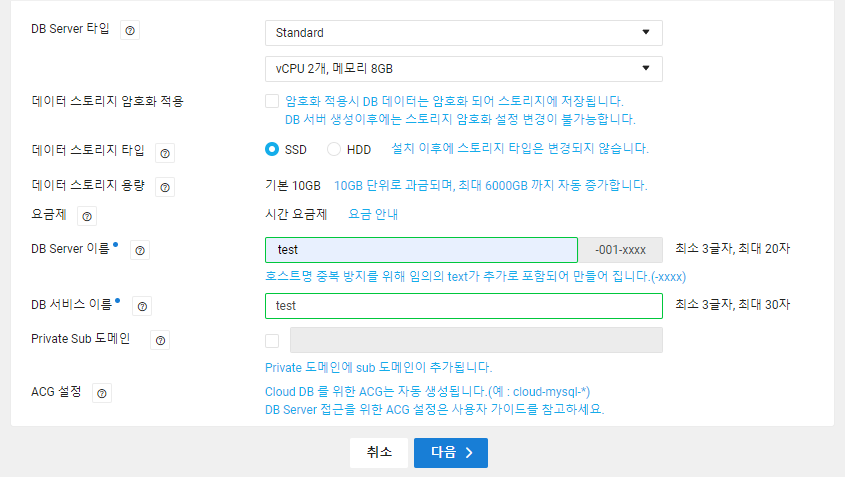 DB Server 타입 ?
Standard
vCPU 2개, 메모리 8GB
데이터 스토리지 암호화 적용
암호화 적용시 DB 데이터는 암호화 되어 스토리지에 저장됩니다.
DB 서버 생성이후에는 스토리지 암호화 설정 변경이 불가능합니다.
데이터 스토리지 타입 ?
SSD HDD 설치 이후에 스토리지 타입은 변경되지 않습니다.
데이터 스토리지 용량 ?
기본 10GB 10GB 단위로 과금되며, 최대 6000GB 까지 자동 증가합니다.
요금제 ?
시간 요금제 요금 안내
DB Server 이름 ?
test -001-xxxx 최소 3글자, 최대 20자
호스트명 중복 방지를 위해 임의의 text가 추가로 포함되어 만들어 집니다.(-xxxx)
DB 서비스 이름 ?
test 최소 3글자, 최대 30자
Private Sub 도메인 ?
Private 도메인에 sub 도메인이 추가됩니다.
ACG 설정 ?
Cloud DB 를 위한 ACG는 자동 생성됩니다.(예 : cloud-mysql-*)
DB Server 접근을 위한 ACG 설정은 사용자 가이드를 참고하세요.
취소 다음